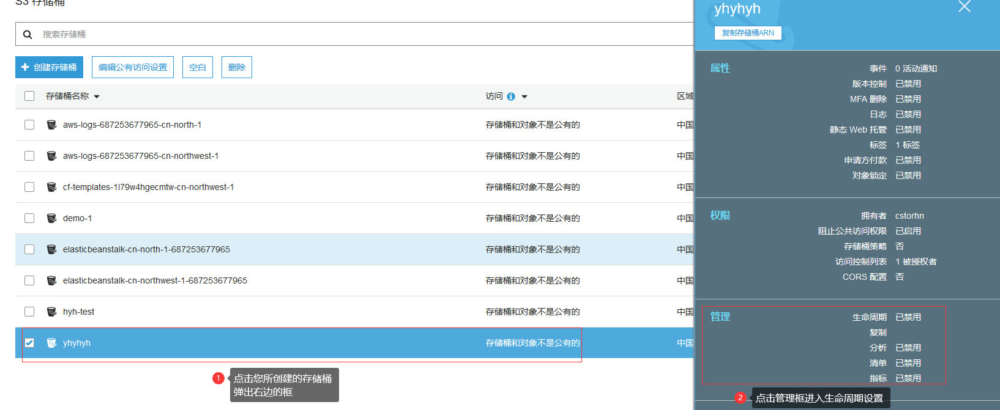 S3 存储桶
搜索存储桶
创建存储桶 编辑公有访问设置 空白 删除
存储桶名称 访问 区域
aws-logs-687253677965-cn-north-1 存储桶和对象不是公有的 中国
aws-logs-687253677965-cn-northwest-1 存储桶和对象不是公有的 中国
cf-templates-1l79w4hgecmtw-cn-northwest-1 存储桶和对象不是公有的 中国
demo-1 存储桶和对象不是公有的 中国
elasticbeanstalk-cn-north-1-687253677965 存储桶和对象不是公有的 中国
elasticbeanstalk-cn-northwest-1-687253677965 存储桶和对象不是公有的 中国
hyh-test 存储桶和对象不是公有的 中国
yhyhyh 存储桶和对象不是公有的 中国
1 点击您所创建的存储桶
弹出右边的框
yhyhyh
复制存储桶ARN
属性 事件 0 活动通知
版本控制 已禁用
MFA 删除 已禁用
日志 已禁用
静态 Web 托管 已禁用
标签 1 标签
申请方付款 已禁用
对象锁定 已禁用
权限 拥有者 cstorhn
阻止公共访问权限 已启用
存储桶策略 否
访问控制列表 1 被授权者
CORS 配置 否
管理 生命周期 已禁用
复制
分析 已禁用
清单 已禁用
指标 已禁用
2 点击管理框进入生命周期设置